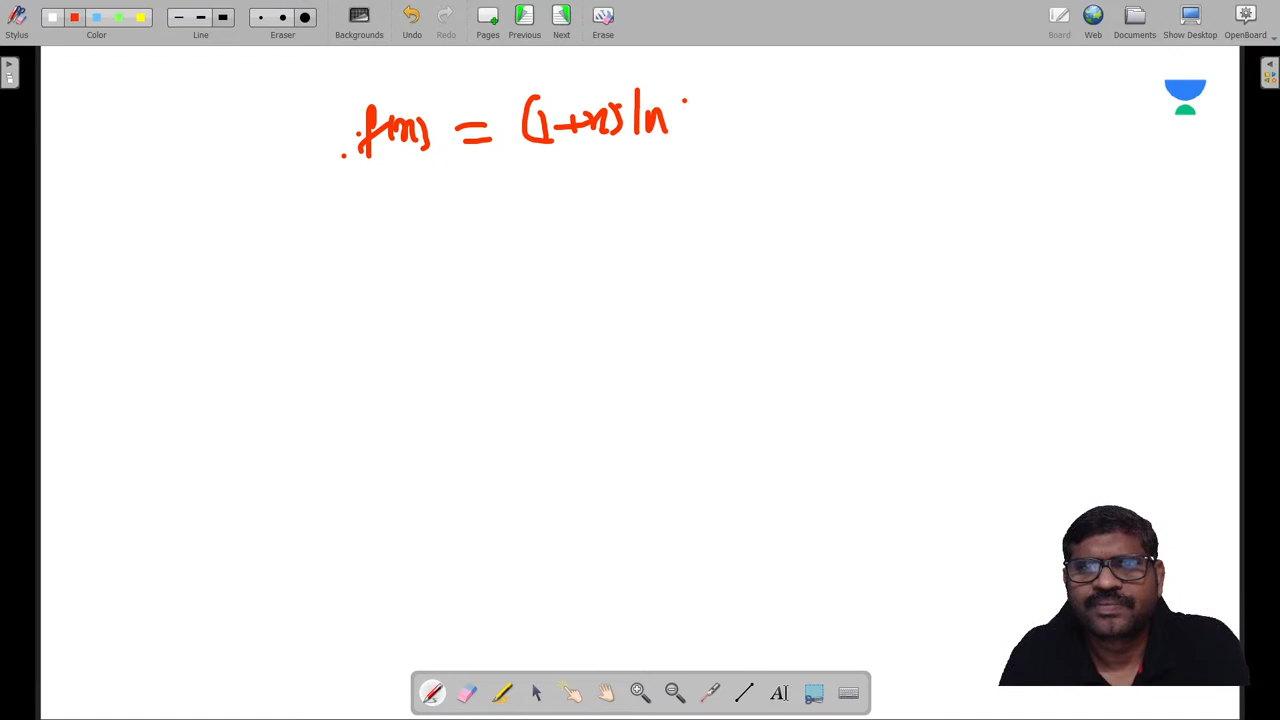 Stylus
Color
Line
Eraser
Backgrounds
Undo
Redo
Pages
Previous
Next
Erase
Board
Web
Documents
Show Desktop
OpenBoard
f(x) = (1+x) ln